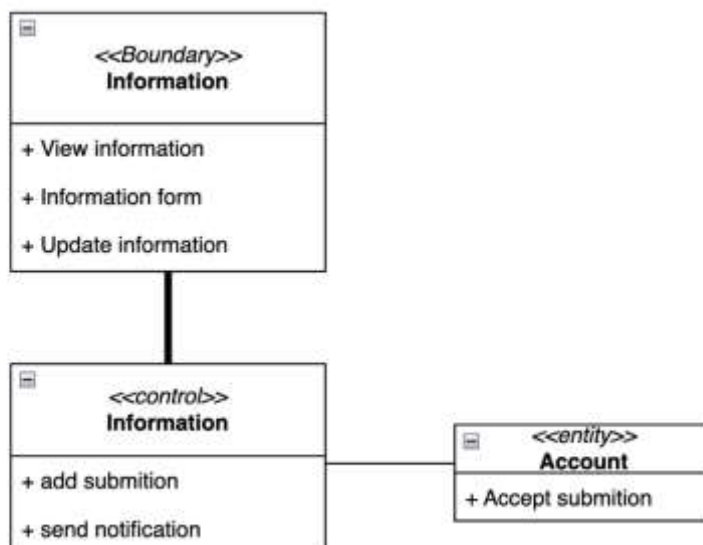 <<Boundary>>
Information
+ View information
+ Information form
+ Update information
<<control>>
Information
+ add submition
+ send notification
<<entity>>
Account
+ Accept submition